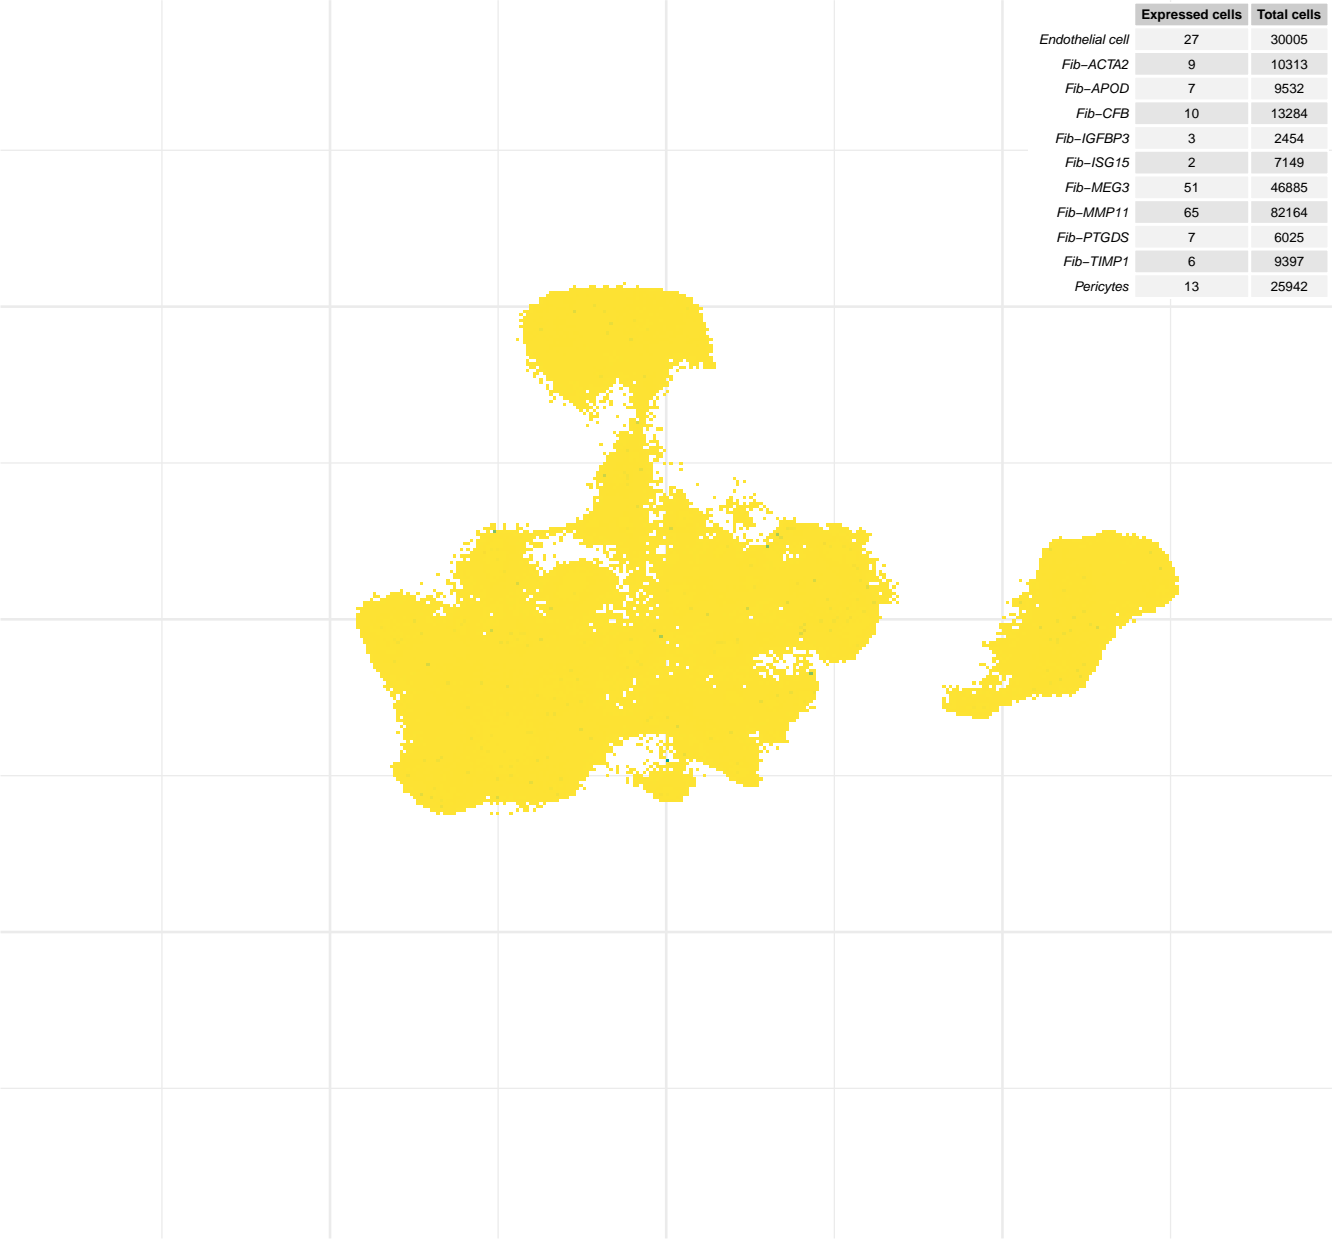 Expressed cells Total cells
Endothelial cell 27 30005
Fib−ACTA2 9 10313
Fib−APOD 7 9532
Fib−CFB 10 13284
Fib−IGFBP3 3 2454
Fib−ISG15 2 7149
Fib−MEG3 51 46885
Fib−MMP11 65 82164
Fib−PTGDS 7 6025
Fib−TIMP1 6 9397
Pericytes 13 25942